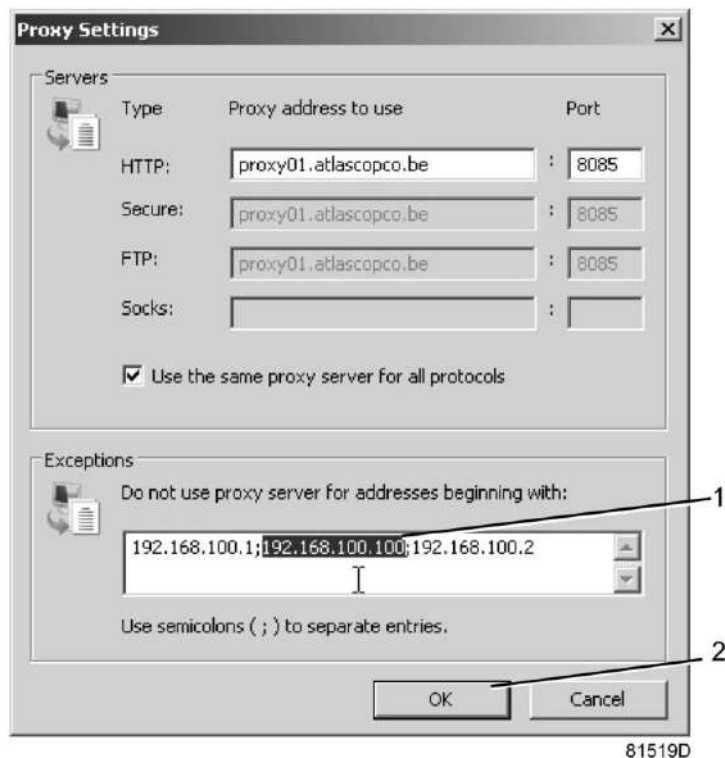 Proxy Settings
Servers
Type Proxy address to use Port
HTTP: proxy01.atlascopco.be : 8085
Secure: proxy01.atlascopco.be : 8085
FTP: proxy01.atlascopco.be : 8085
Socks: :
Use the same proxy server for all protocols
Exceptions
Do not use proxy server for addresses beginning with:
1
192.168.100.1;192.168.100.100;192.168.100.2
Use semicolons ( ; ) to separate entries.
2
OK Cancel
81519D